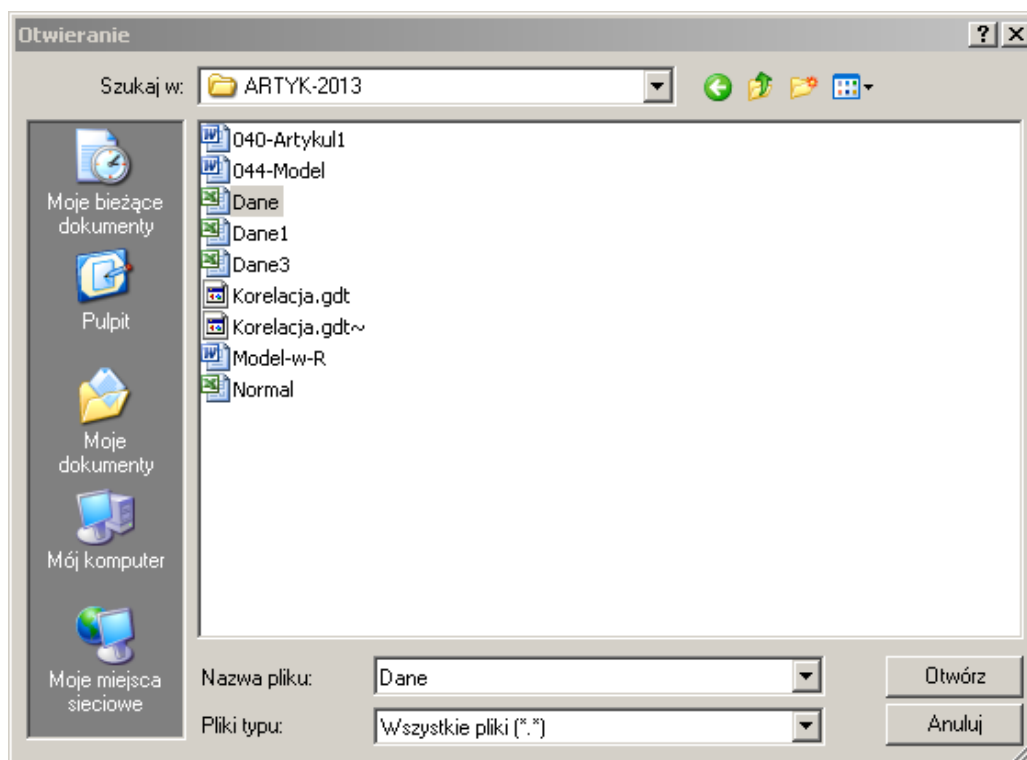 Otwieranie
Szukaj w:
ARTYK-2013
Moje bieżące
dokumenty
Pulpit
Moje
dokumenty
Mój komputer
Moje miejsca
sieciowe
040-Artykul1
044-Model
Dane
Dane1
Dane3
Korelacja.gdt
Korelacja.gdt~
Model-w-R
Normal
Nazwa pliku:
Dane
Otwórz
Pliki typu:
Wszystkie pliki (*.*)
Anuluj